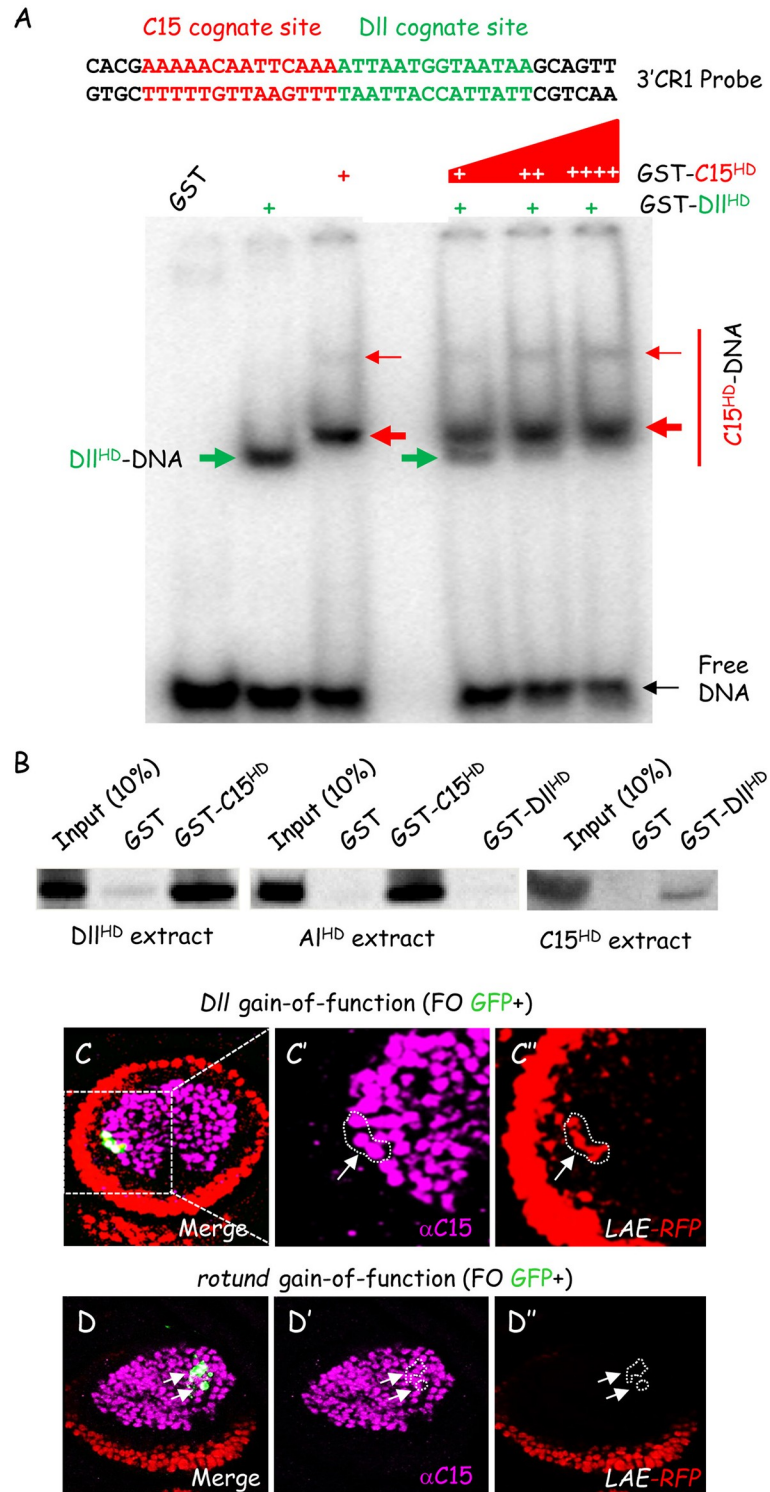 A
C15 cognate site Dll cognate site
CACGAAAAACAATTCAAAATTAATGGTAATAAGCAGTT
GTGCTTTTTGTTAAGTTTTAATTACCATTATTCGTCAA
3'CR1 Probe
GST
+
+
+ ++ ++++
GST-C15HD
+ + +
GST-DllHD
DllHD-DNA
C15HD-DNA
Free
DNA
B
Input (10%) GST GST-C15HD Input (10%) GST GST-C15HD GST-DllHD Input (10%) GST GST-DllHD
DllHD extract AlHD extract C15HD extract
Dll gain-of-function (FO GFP+)
C C' C''
Merge αC15 LAE-RFP
rotund gain-of-function (FO GFP+)
D D' D''
Merge αC15 LAE-RFP